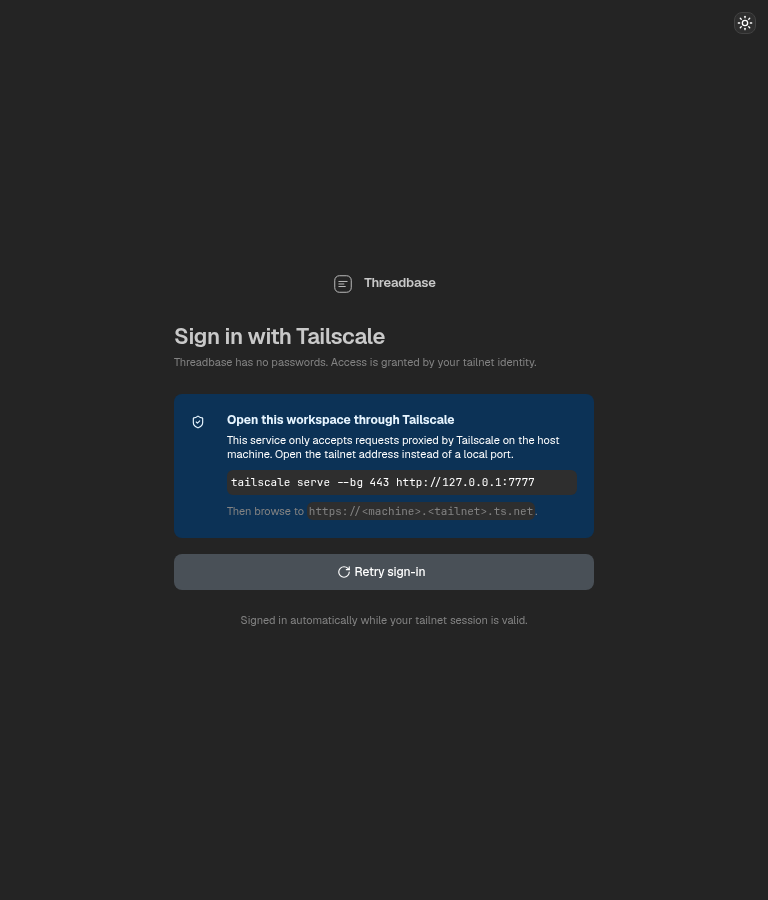 Threadbase
Sign in with Tailscale
Threadbase has no passwords. Access is granted by your tailnet identity.
Open this workspace through Tailscale
This service only accepts requests proxied by Tailscale on the host
machine. Open the tailnet address instead of a local port.
tailscale serve --bg 443 http://127.0.0.1:7777
Then browse to https://<machine>.<tailnet>.ts.net.
Retry sign-in
Signed in automatically while your tailnet session is valid.